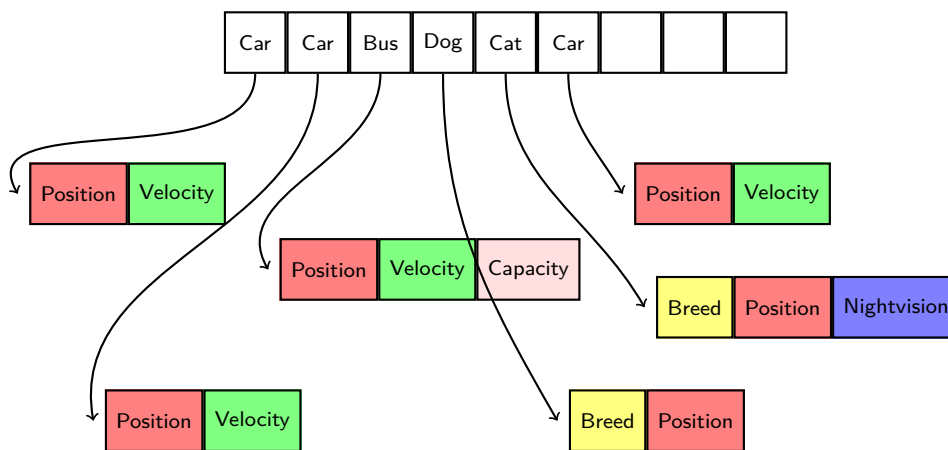 Car Car Bus Dog Cat Car
Position Velocity
Position Velocity
Position Velocity Capacity
Breed Position Nightvision
Position Velocity
Breed Position